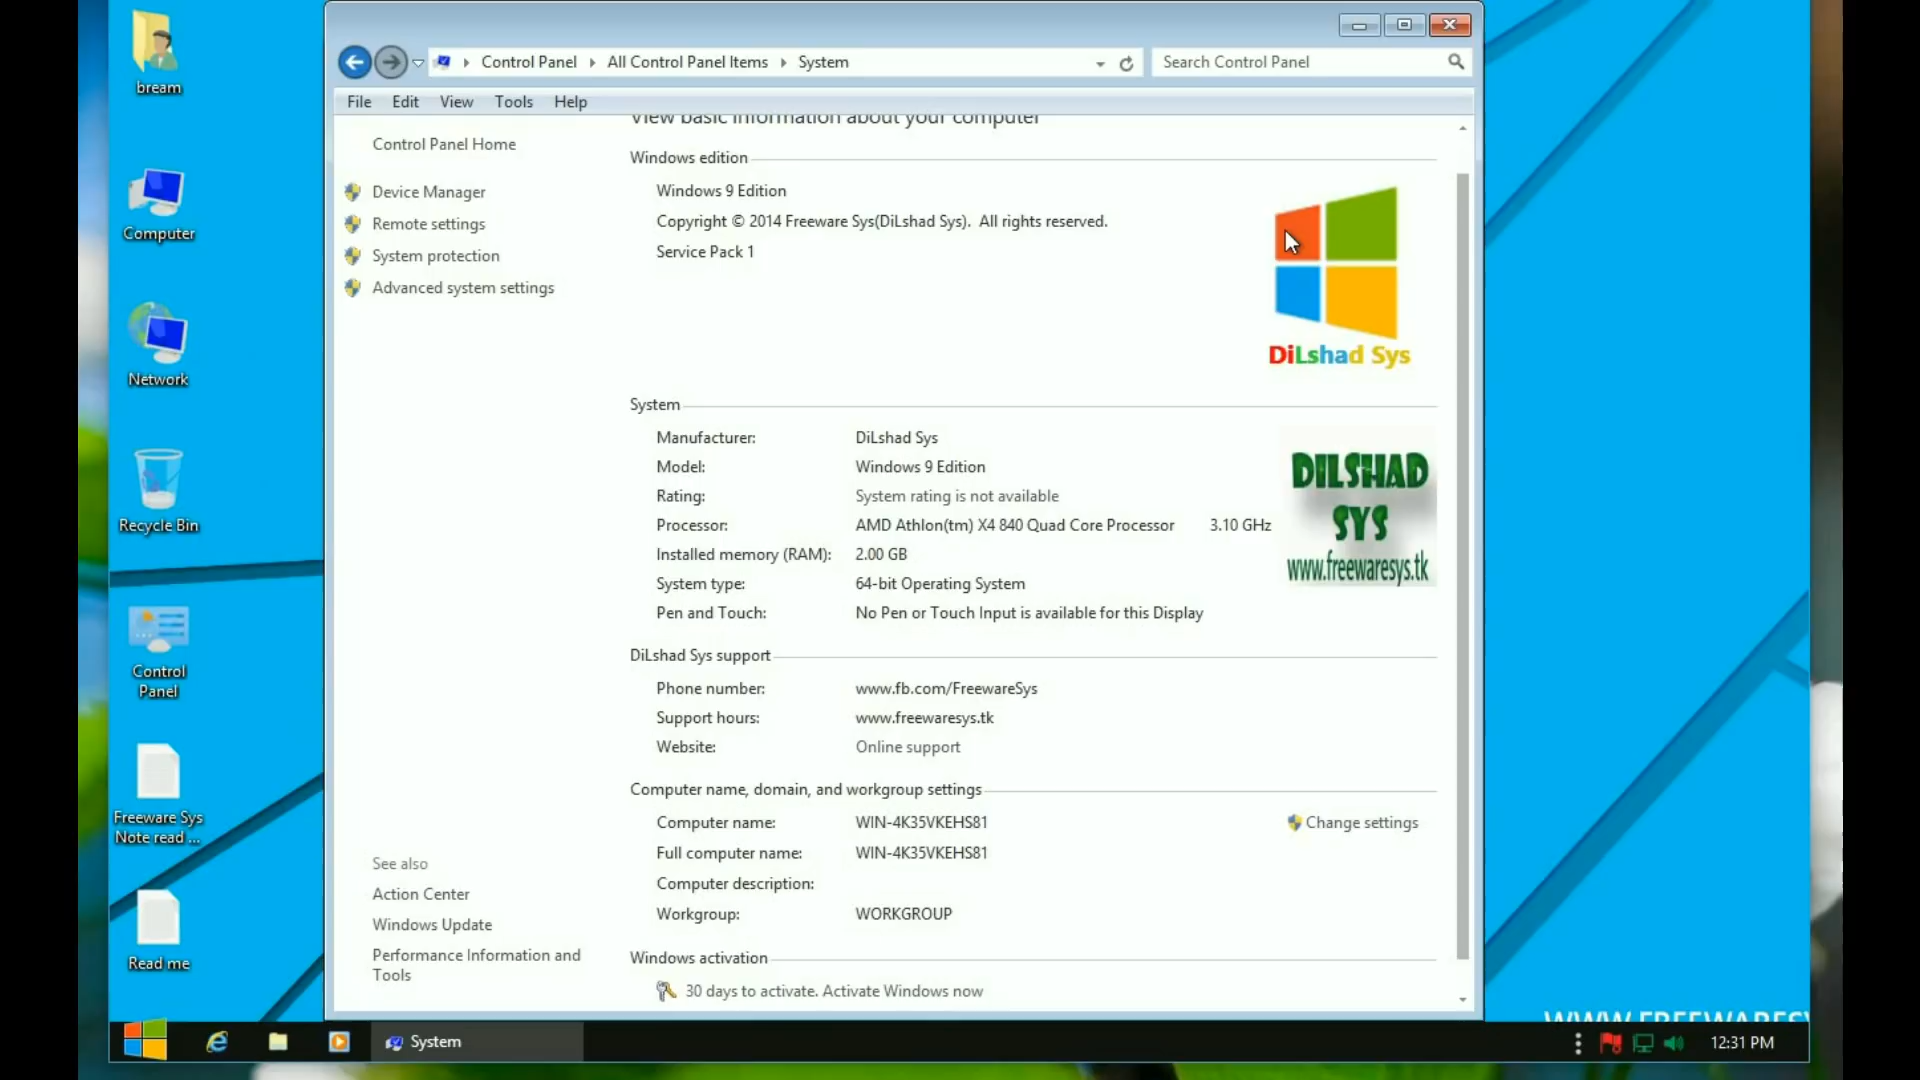 bream
Computer
Network
Recycle Bin
Control
Panel
Freeware Sys
Note read ...
Read me
Control Panel
All Control Panel Items
System
Search Control Panel
File Edit View Tools Help
Control Panel Home
Device Manager
Remote settings
System protection
Advanced system settings
See also
Action Center
Windows Update
Performance Information and
Tools
View basic information about your computer
Windows edition
Windows 9 Edition
Copyright © 2014 Freeware Sys(DiLshad Sys). All rights reserved.
Service Pack 1
DiLshad Sys
System
Manufacturer: DiLshad Sys
Model: Windows 9 Edition
Rating: System rating is not available
Processor: AMD Athlon(tm) X4 840 Quad Core Processor 3.10 GHz
Installed memory (RAM): 2.00 GB
System type: 64-bit Operating System
Pen and Touch: No Pen or Touch Input is available for this Display
DILSHAD
SYS
www.freewaresys.tk
DiLshad Sys support
Phone number: www.fb.com/FreewareSys
Support hours: www.freewaresys.tk
Website: Online support
Computer name, domain, and workgroup settings
Computer name: WIN-4K35VKEHS81
Change settings
Full computer name: WIN-4K35VKEHS81
Computer description:
Workgroup: WORKGROUP
Windows activation
30 days to activate. Activate Windows now
System
12:31 PM